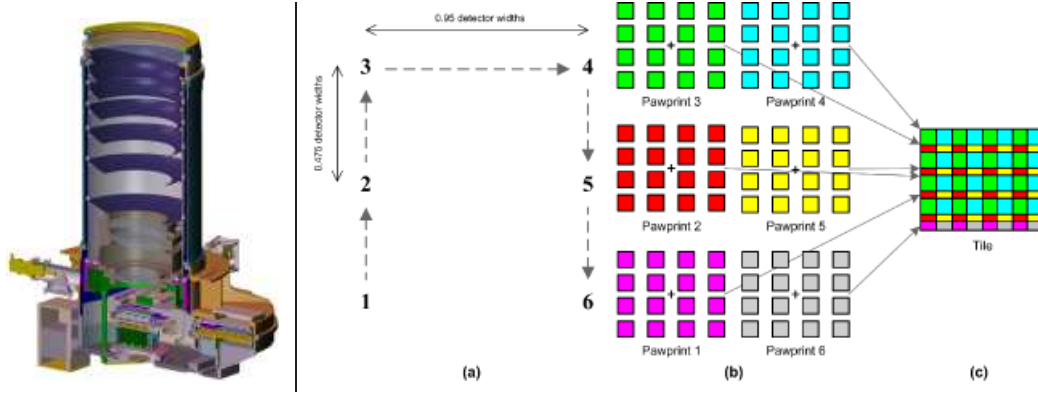 0.95 detector widths
0.475 detector widths
3
4
2
5
1
6
Pawprint 3
Pawprint 4
Pawprint 2
Pawprint 5
Pawprint 1
Pawprint 6
Tile
(a)
(b)
(c)